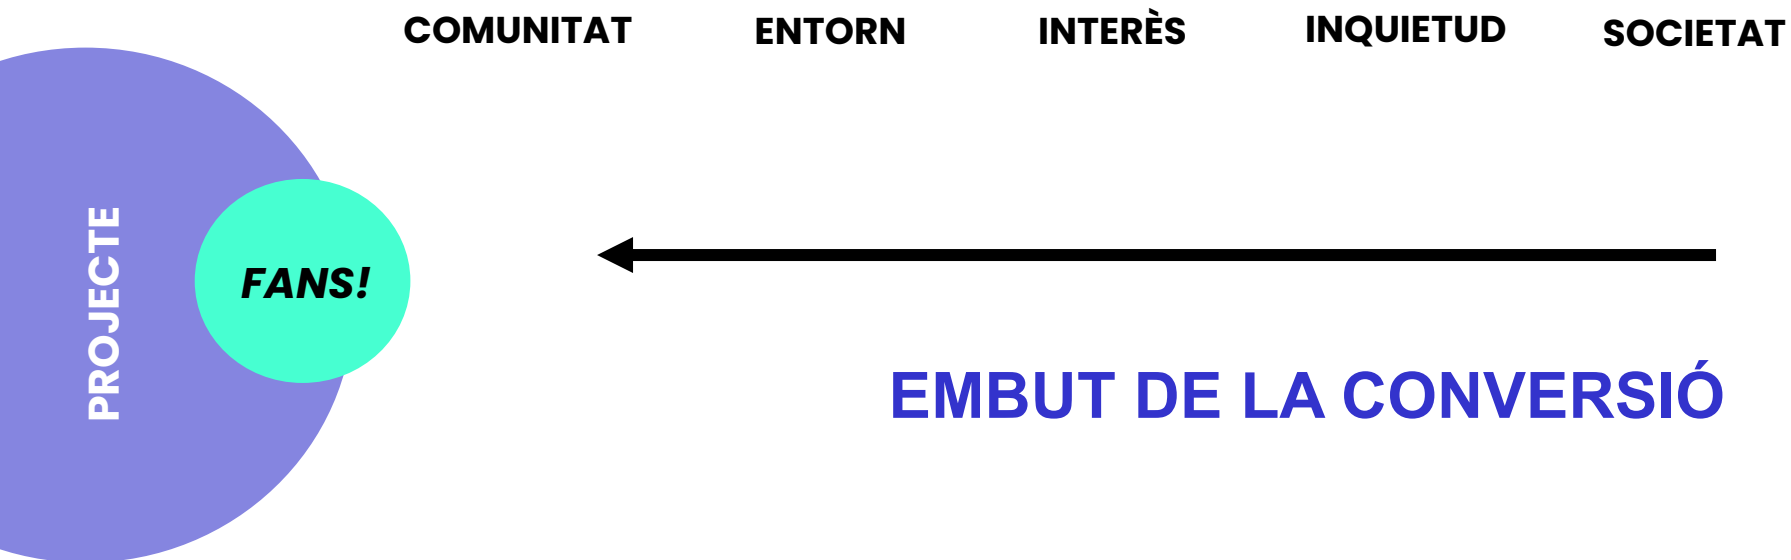 COMUNITAT
ENTORN
INTERÈS
INQUIETUD
SOCIETAT
PROJECTE
FANS!
EMBUT DE LA CONVERSIÓ